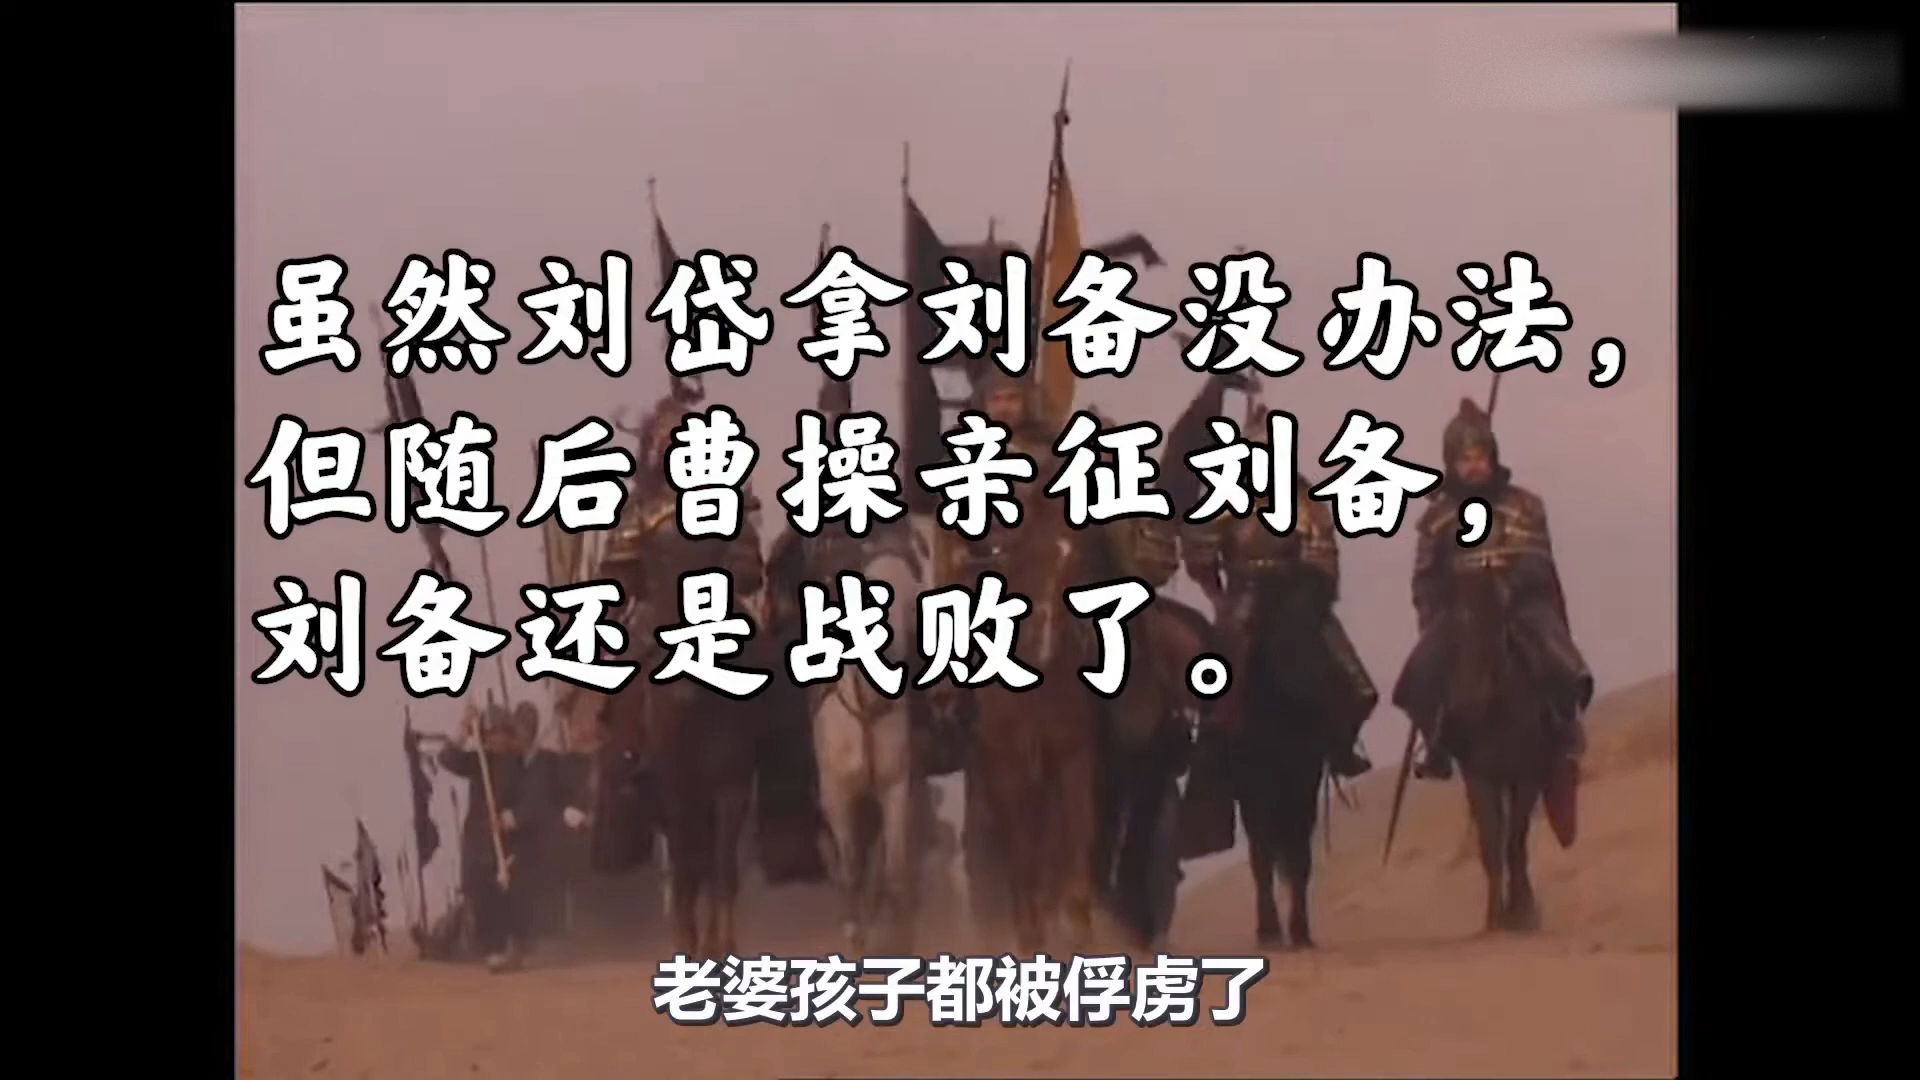 虽然刘岱拿刘备没办法，
但随后曹操亲征刘备，
刘备还是战败了。
老婆孩子都被俘虏了